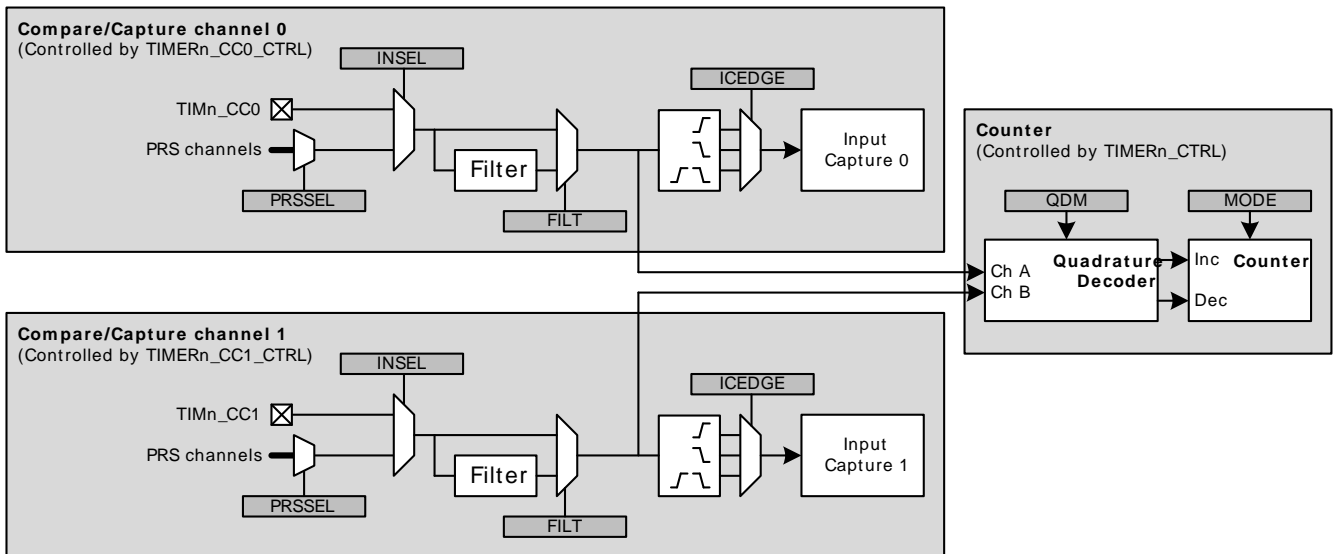 Compare/Capture channel 0
(Controlled by TIMERn_CC0_CTRL)
INSEL
ICEDGE
TIMn_CC0
PRS channels
Filter
Input
Capture 0
PRSSEL
FILT
Counter
(Controlled by TIMERn_CTRL)
QDM
MODE
Ch A
Ch B
Quadrature
Decoder
Inc
Counter
Dec
Compare/Capture channel 1
(Controlled by TIMERn_CC1_CTRL)
INSEL
ICEDGE
TIMn_CC1
PRS channels
Filter
Input
Capture 1
PRSSEL
FILT